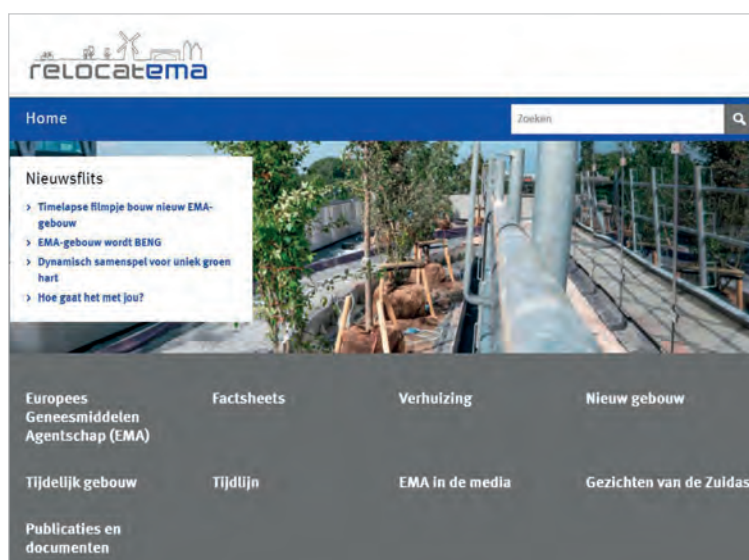 relocatema
Home
Zoeken
Nieuwsflits
> Timelapse filmpje bouw nieuw EMA-
gebouw
> EMA-gebouw wordt BENG
> Dynamisch samenspel voor uniek groen
hart
> Hoe gaat het met jou?
Europees
Geneesmiddelen
Agentschap (EMA)
Factsheets
Verhuizing
Nieuw gebouw
Tijdelijk gebouw
Tijdlijn
EMA in de media
Gezichten van de Zuidas
Publicaties en
documenten